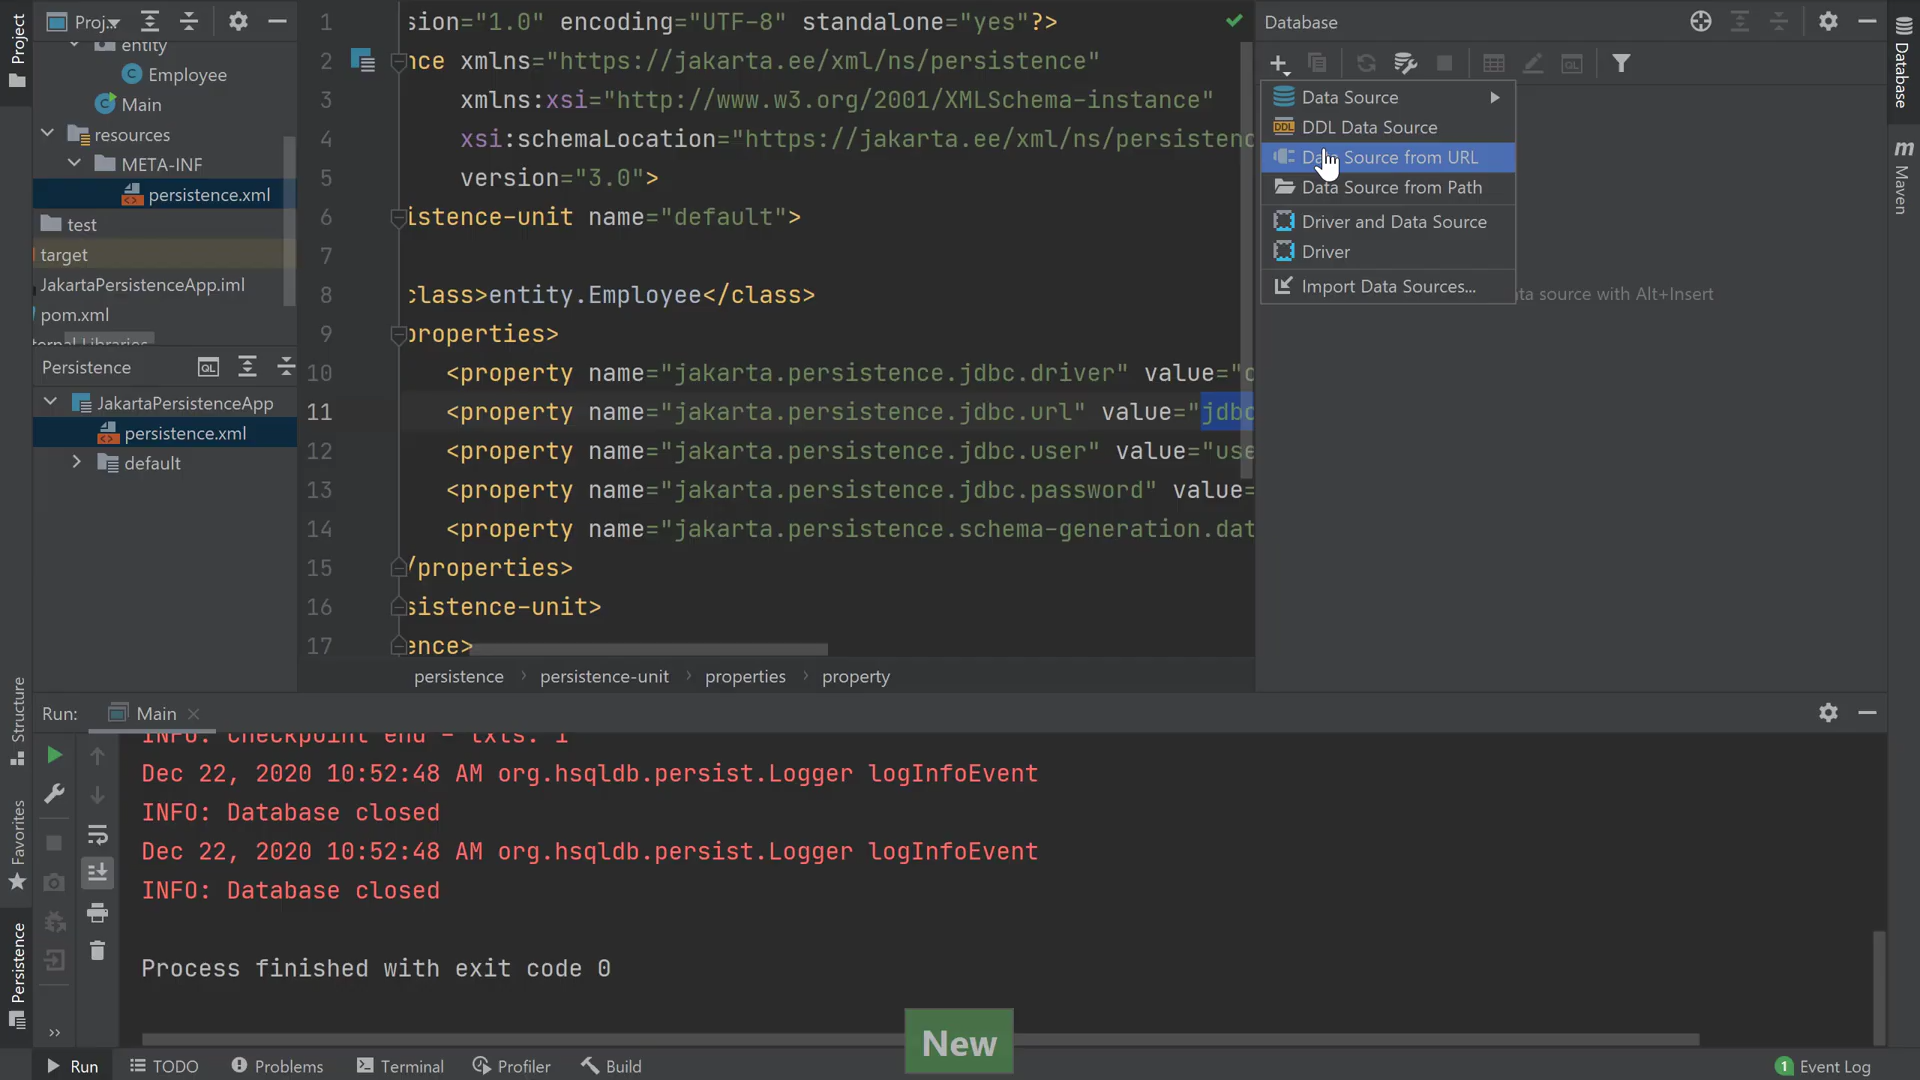 Project
Proj...
entity
Employee
Main
resources
META-INF
persistence.xml
test
target
JakartaPersistenceApp.iml
pom.xml
Persistence
JakartaPersistenceApp
persistence.xml
default
1 sion="1.0" encoding="UTF-8" standalone="yes"?>
2 nce xmlns="https://jakarta.ee/xml/ns/persistence"
3 xmlns:xsi="http://www.w3.org/2001/XMLSchema-instance"
4 xsi:schemaLocation="https://jakarta.ee/xml/ns/persistenc
5 version="3.0">
6 istence-unit name="default">
7
8 class>entity.Employee</class>
9 properties>
10 <property name="jakarta.persistence.jdbc.driver" value="
11 <property name="jakarta.persistence.jdbc.url" value="jdbc
12 <property name="jakarta.persistence.jdbc.user" value="use
13 <property name="jakarta.persistence.jdbc.password" value=
14 <property name="jakarta.persistence.schema-generation.dat
15 /properties>
16 sistence-unit>
17 ence>
persistence
persistence-unit
properties
property
Database
Data Source
DDL Data Source
Data Source from URL
Data Source from Path
Driver and Data Source
Driver
Import Data Sources...
ta source with Alt+Insert
Database
m
Maven
Structure
Favorites
Persistence
Run:
Main
INFO: Checkpoint end - txts: 1
Dec 22, 2020 10:52:48 AM org.hsqldb.persist.Logger logInfoEvent
INFO: Database closed
Dec 22, 2020 10:52:48 AM org.hsqldb.persist.Logger logInfoEvent
INFO: Database closed
Process finished with exit code 0
New
Run
TODO
Problems
Terminal
Profiler
Build
1 Event Log